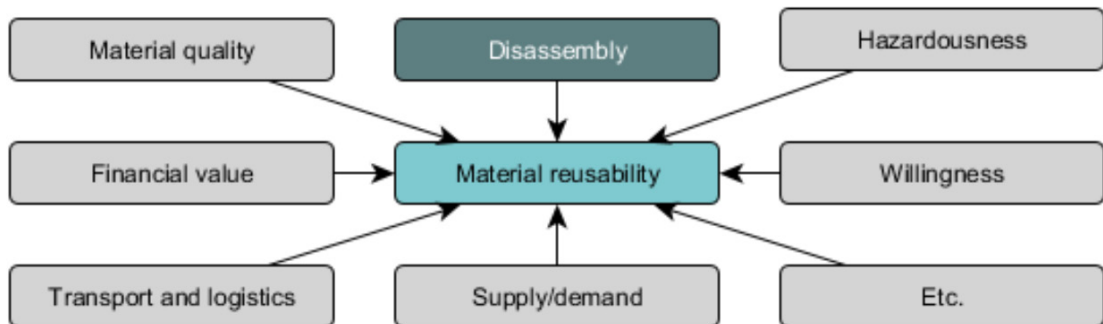 Material quality
Disassembly
Hazardousness
Financial value
Material reusability
Willingness
Transport and logistics
Supply/demand
Etc.